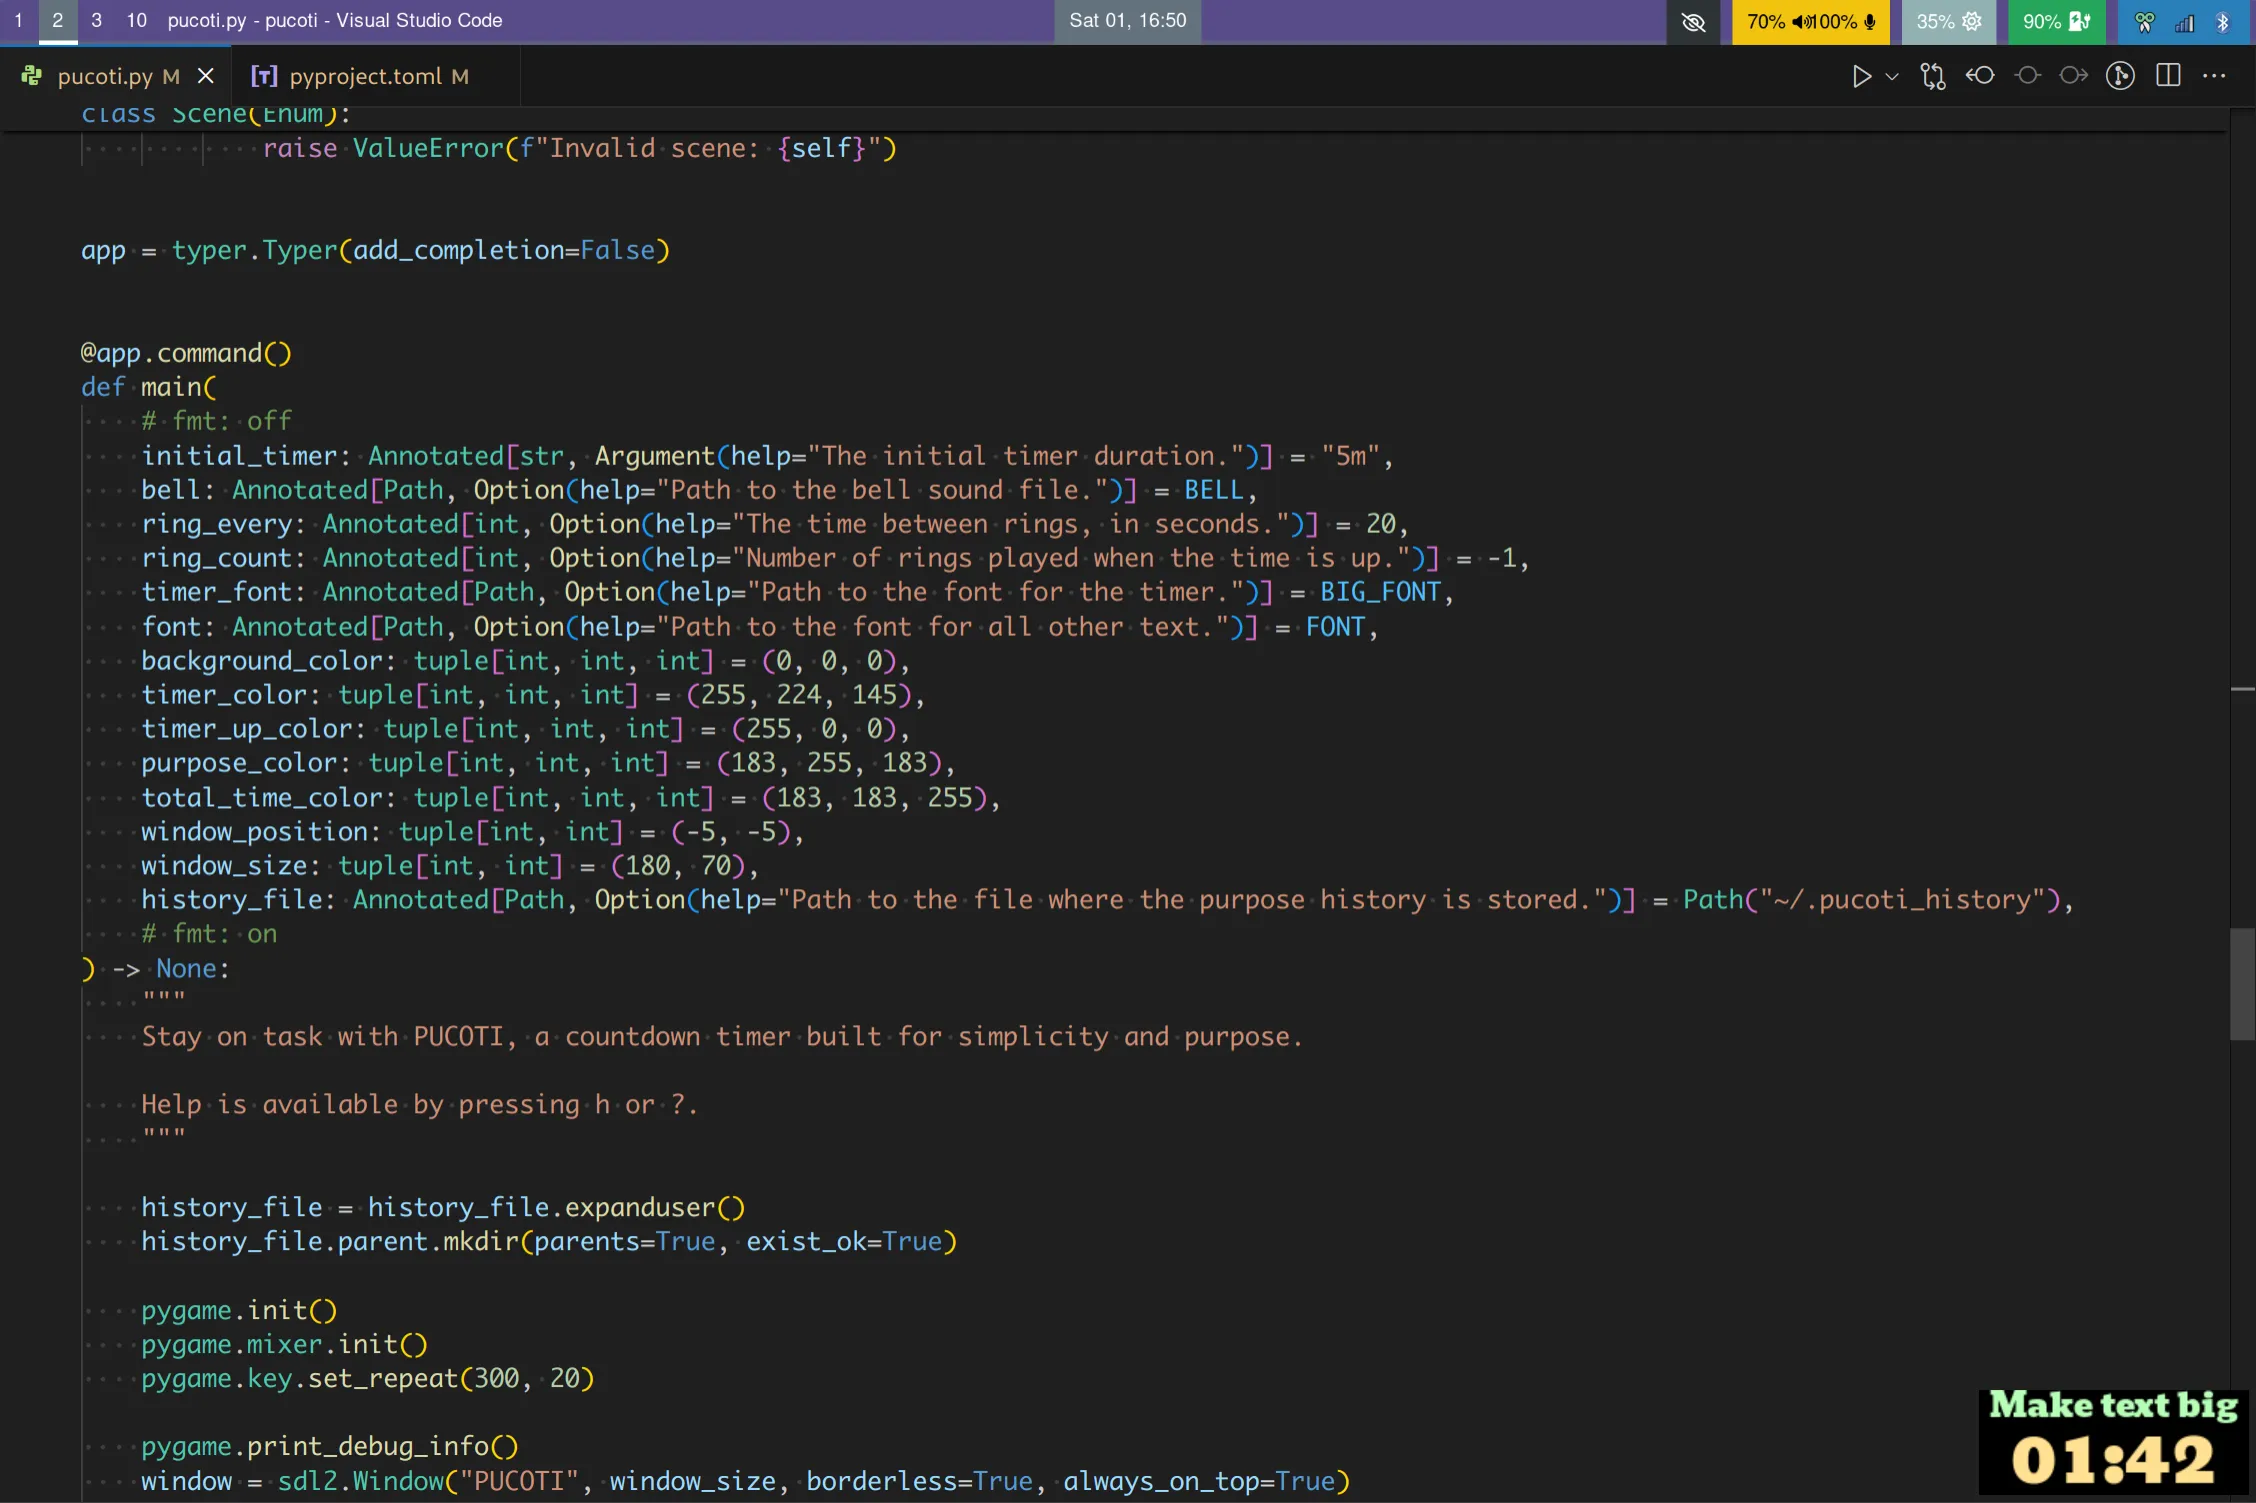 1 2 3 10 pucoti.py - pucoti - Visual Studio Code Sat 01, 16:50 70% 100% 35% 90%
pucoti.py M pyproject.toml M
class Scene(Enum):
raise ValueError(f"Invalid scene: {self}")
app = typer.Typer(add_completion=False)
@app.command()
def main(
# fmt: off
initial_timer: Annotated[str, Argument(help="The initial timer duration.")] = "5m",
bell: Annotated[Path, Option(help="Path to the bell sound file.")] = BELL,
ring_every: Annotated[int, Option(help="The time between rings, in seconds.")] = 20,
ring_count: Annotated[int, Option(help="Number of rings played when the time is up.")] = -1,
timer_font: Annotated[Path, Option(help="Path to the font for the timer.")] = BIG_FONT,
font: Annotated[Path, Option(help="Path to the font for all other text.")] = FONT,
background_color: tuple[int, int, int] = (0, 0, 0),
timer_color: tuple[int, int, int] = (255, 224, 145),
timer_up_color: tuple[int, int, int] = (255, 0, 0),
purpose_color: tuple[int, int, int] = (183, 255, 183),
total_time_color: tuple[int, int, int] = (183, 183, 255),
window_position: tuple[int, int] = (-5, -5),
window_size: tuple[int, int] = (180, 70),
history_file: Annotated[Path, Option(help="Path to the file where the purpose history is stored.")] = Path("~/.pucoti_history"),
# fmt: on
) -> None:
"""
Stay on task with PUCOTI, a countdown timer built for simplicity and purpose.
Help is available by pressing h or ?.
"""
history_file = history_file.expanduser()
history_file.parent.mkdir(parents=True, exist_ok=True)
pygame.init()
pygame.mixer.init()
pygame.key.set_repeat(300, 20)
pygame.print_debug_info()
window = sdl2.Window("PUCOTI", window_size, borderless=True, always_on_top=True)
Make text big
01:42